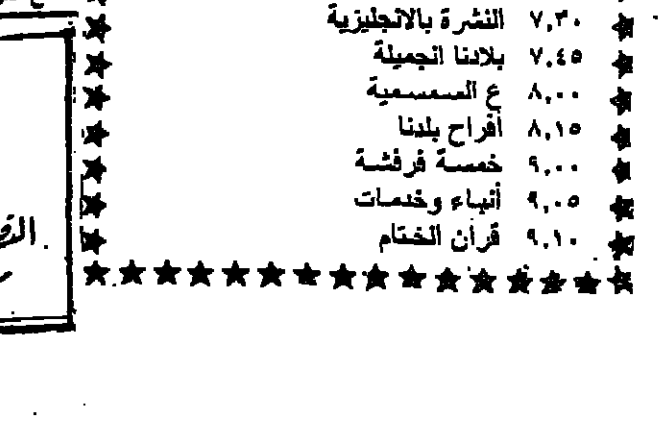 ٧,٣٠ النشرة بالانجليزية
٧,٤٥ بلادنا الجميلة
٨,٠٠ ع السمسمية
٨,١٥ أفراح بلدنا
٩,٠٠ خمسة فرفشة
٩,٠٥ أنباء وخدمات
٩,١٠ قرآن الختام